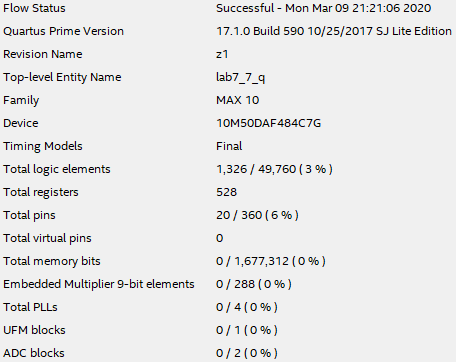 Flow Status Successful - Mon Mar 09 21:21:06 2020
Quartus Prime Version 17.1.0 Build 590 10/25/2017 SJ Lite Edition
Revision Name z1
Top-level Entity Name lab7_7_q
Family MAX 10
Device 10M50DAF484C7G
Timing Models Final
Total logic elements 1,326 / 49,760 ( 3 % )
Total registers 528
Total pins 20 / 360 ( 6 % )
Total virtual pins 0
Total memory bits 0 / 1,677,312 ( 0 % )
Embedded Multiplier 9-bit elements 0 / 288 ( 0 % )
Total PLLs 0 / 4 ( 0 % )
UFM blocks 0 / 1 ( 0 % )
ADC blocks 0 / 2 ( 0 % )